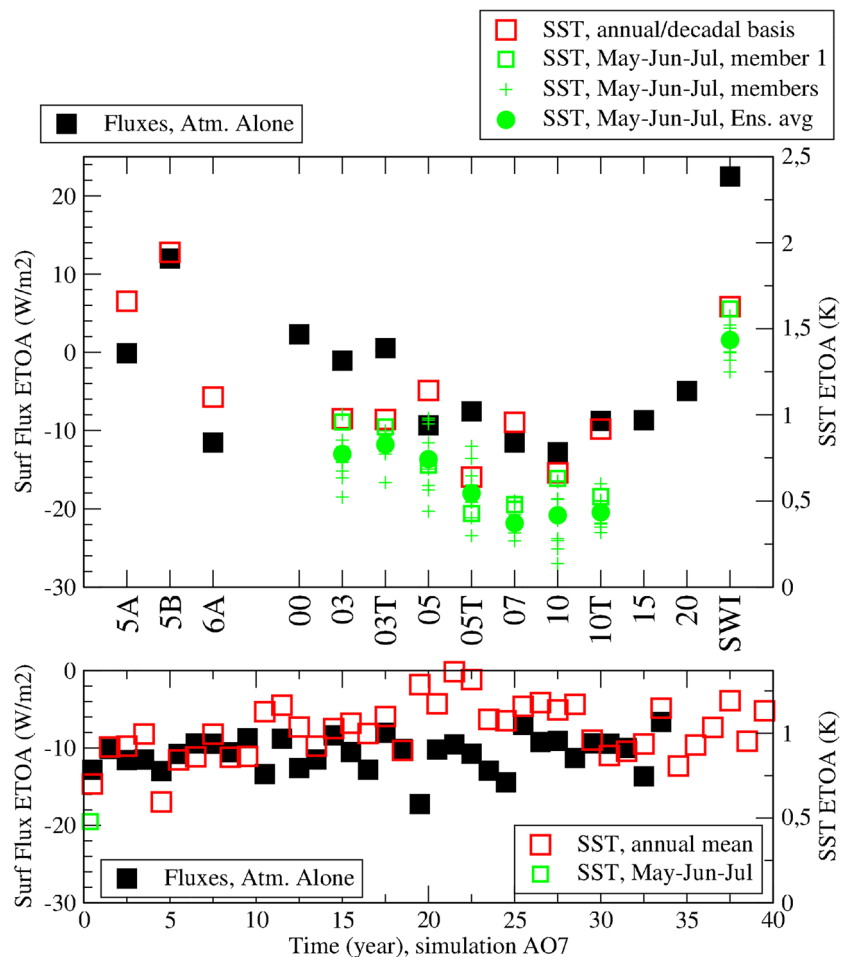 SST, annual/decadal basis
SST, May-Jun-Jul, member 1
SST, May-Jun-Jul, members
SST, May-Jun-Jul, Ens. avg
Fluxes, Atm. Alone
Surf Flux ETOA (W/m2)
20
10
0
-10
-20
-30
2,5
2
1,5
1
0,5
0
SST ETOA (K)
5A
5B
6A
00
03
03T
05
05T
07
10
10T
15
20
SWI
Surf Flux ETOA (W/m2)
0
-10
-20
-30
1
0,5
0
SST ETOA (K)
SST, annual mean
SST, May-Jun-Jul
Fluxes, Atm. Alone
0
5
10
15
20
25
30
35
40
Time (year), simulation AO7